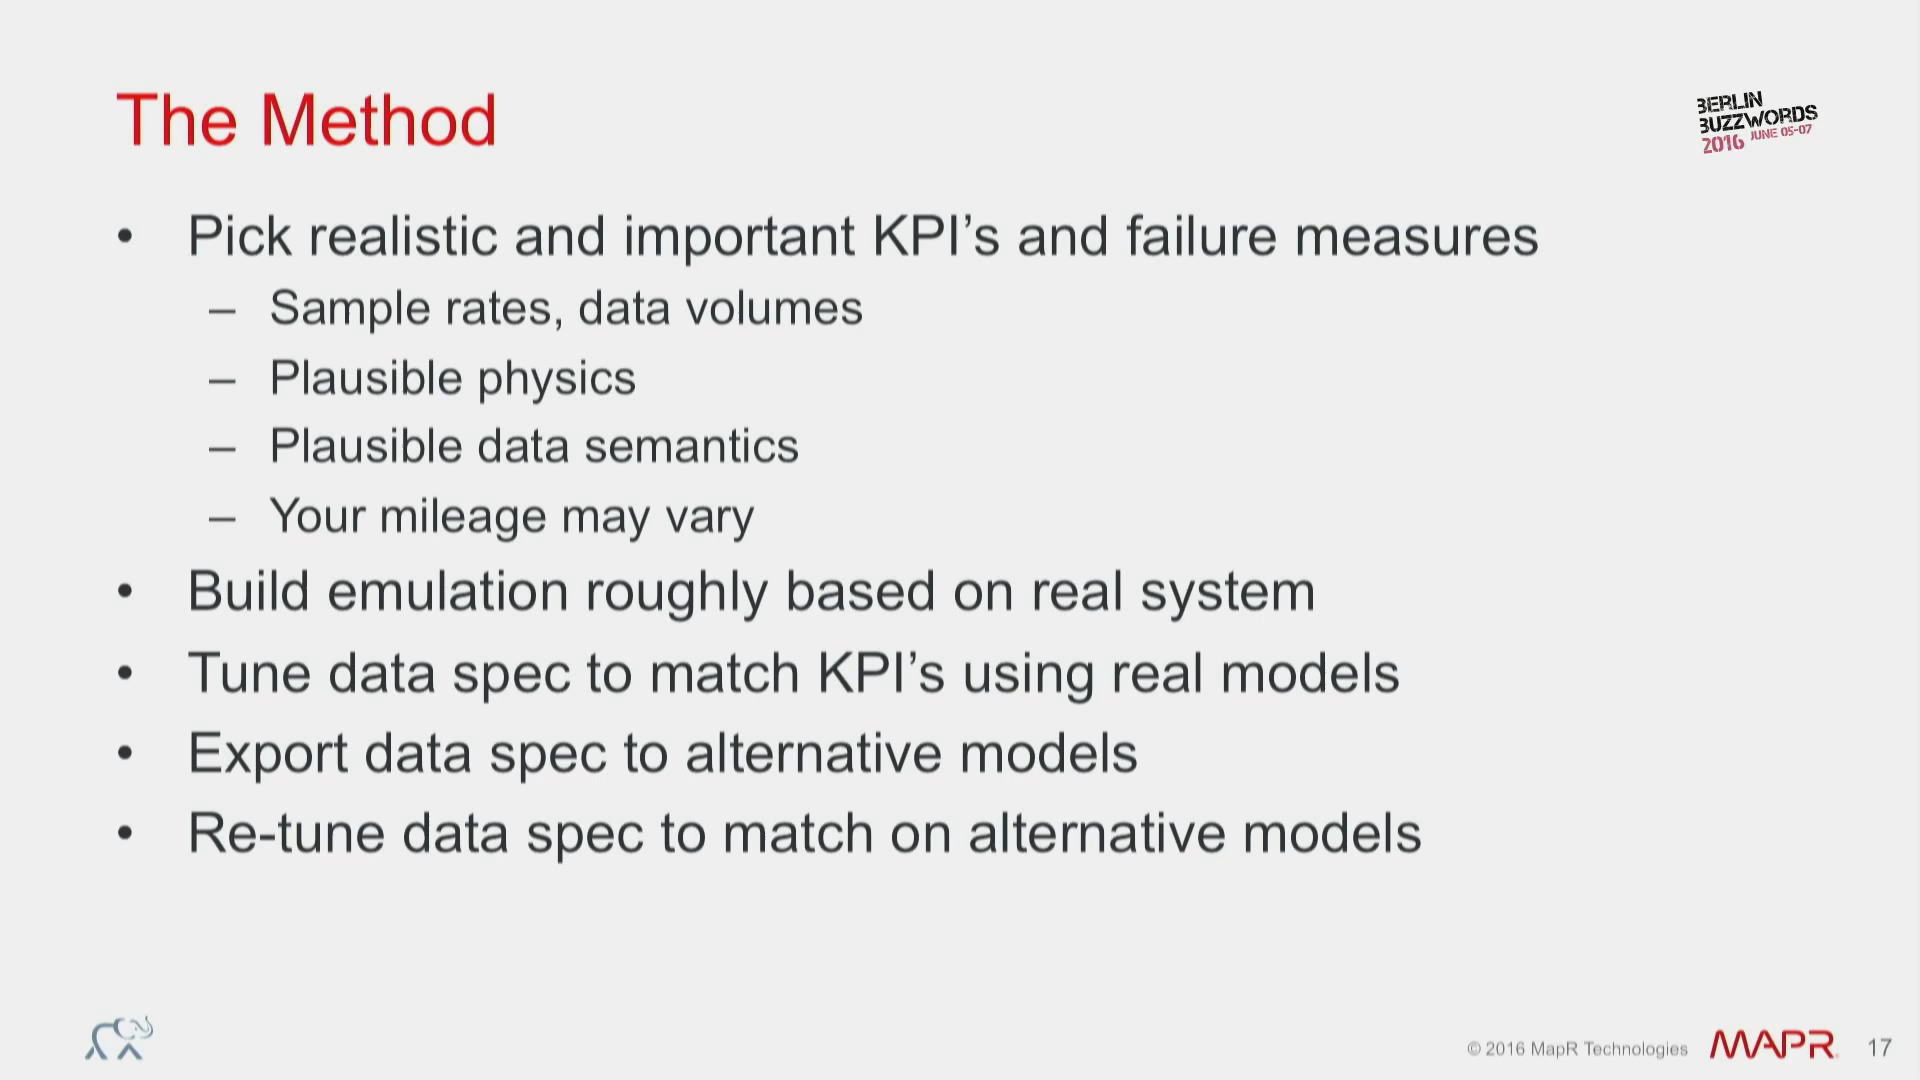 The Method
BERLIN
BUZZWORDS
2016 JUNE 05-07
• Pick realistic and important KPI’s and failure measures
– Sample rates, data volumes
– Plausible physics
– Plausible data semantics
– Your mileage may vary
• Build emulation roughly based on real system
• Tune data spec to match KPI’s using real models
• Export data spec to alternative models
• Re-tune data spec to match on alternative models
© 2016 MapR Technologies MAPR 17